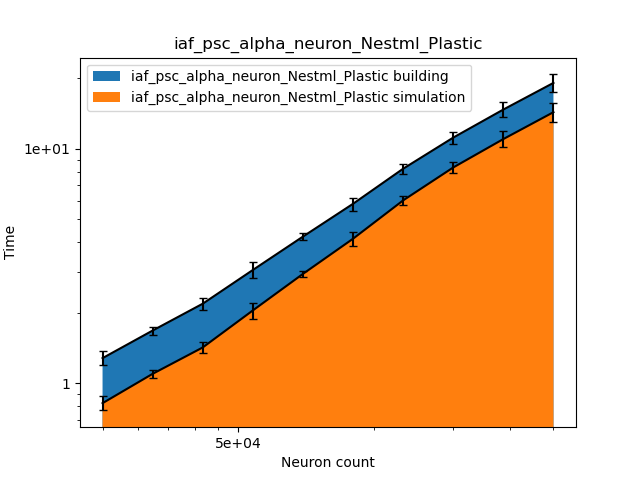 iaf_psc_alpha_neuron_Nestml_Plastic
iaf_psc_alpha_neuron_Nestml_Plastic building
iaf_psc_alpha_neuron_Nestml_Plastic simulation
1e+01
1
Time
5e+04
Neuron count